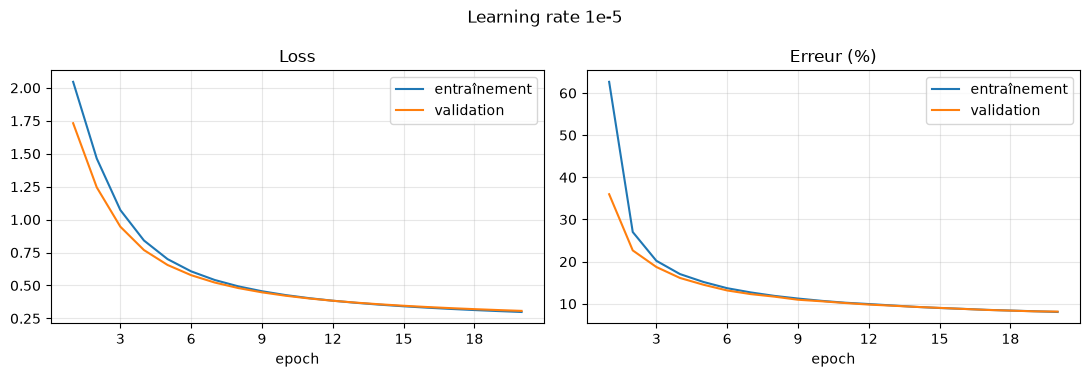 Learning rate 1e-5
Loss
entraînement
validation
2.00
1.75
1.50
1.25
1.00
0.75
0.50
0.25
3 6 9 12 15 18
epoch
Erreur (%)
entraînement
validation
60
50
40
30
20
10
3 6 9 12 15 18
epoch